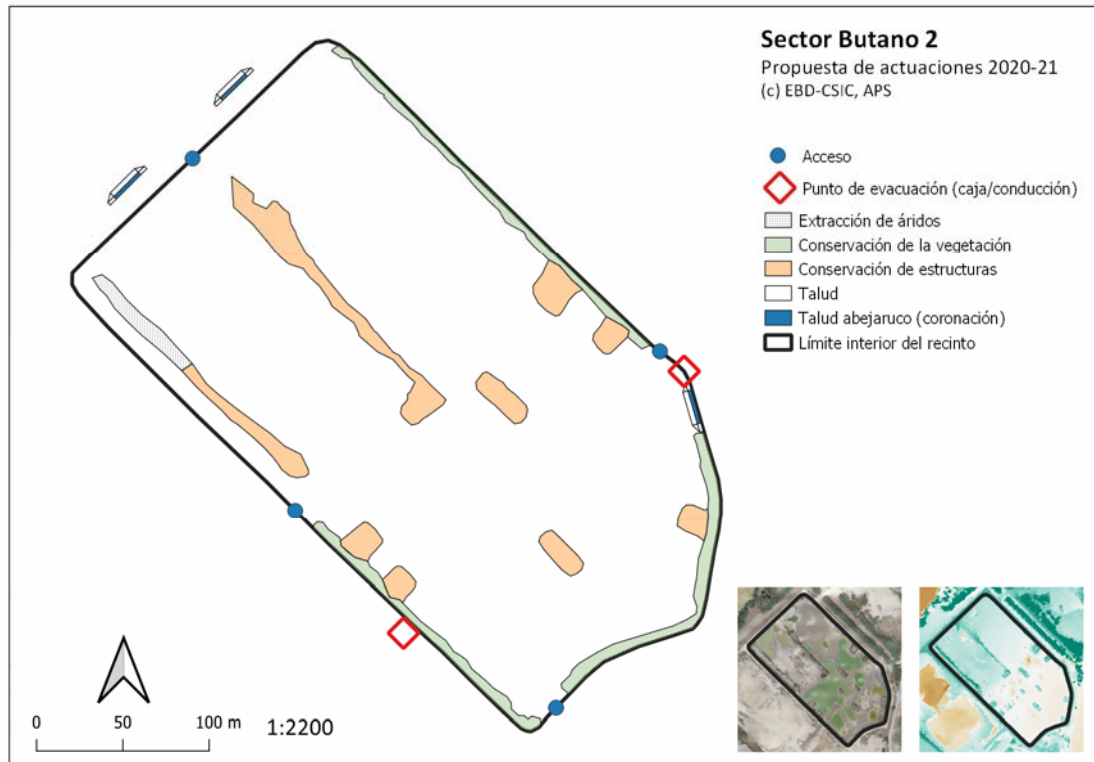 Sector Butano 2
Propuesta de actuaciones 2020-21
(c) EBD-CSIC, APS
Acceso
Punto de evacuación (caja/conducción)
Extracción de áridos
Conservación de la vegetación
Conservación de estructuras
Talud
Talud abejaruco (coronación)
Límite interior del recinto
0 50 100 m 1:2200